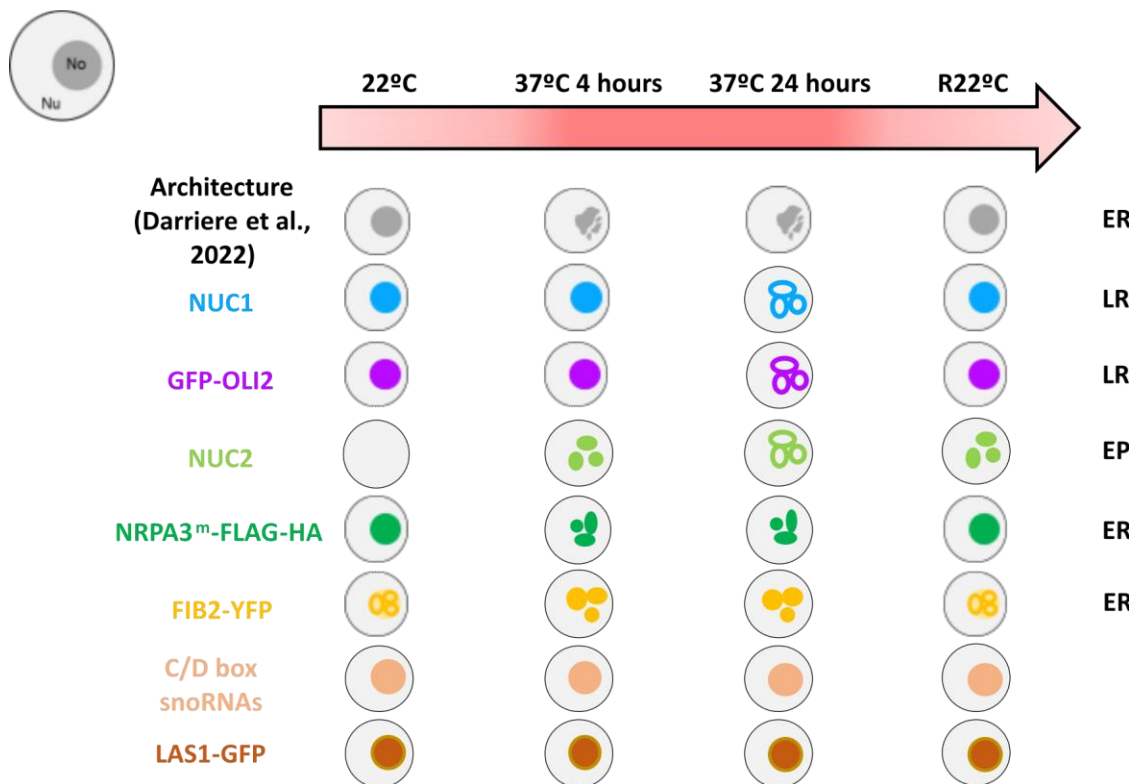 No
Nu
22ºC 37ºC 4 hours 37ºC 24 hours R22ºC
Architecture
(Darriere et al.,
2022)
ER
NUC1
LR
GFP-OLI2
LR
NUC2
EP
NRPA3ᵐ-FLAG-HA
ER
FIB2-YFP
ER
C/D box
snoRNAs
LAS1-GFP